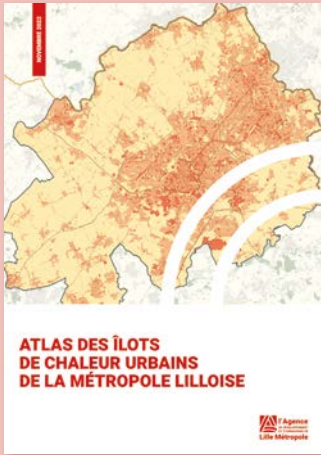 NOVEMBRE 2022
ATLAS DES ÎLOTS
DE CHALEUR URBAINS
DE LA MÉTROPOLE LILLOISE
l'Agence
Lille Métropole